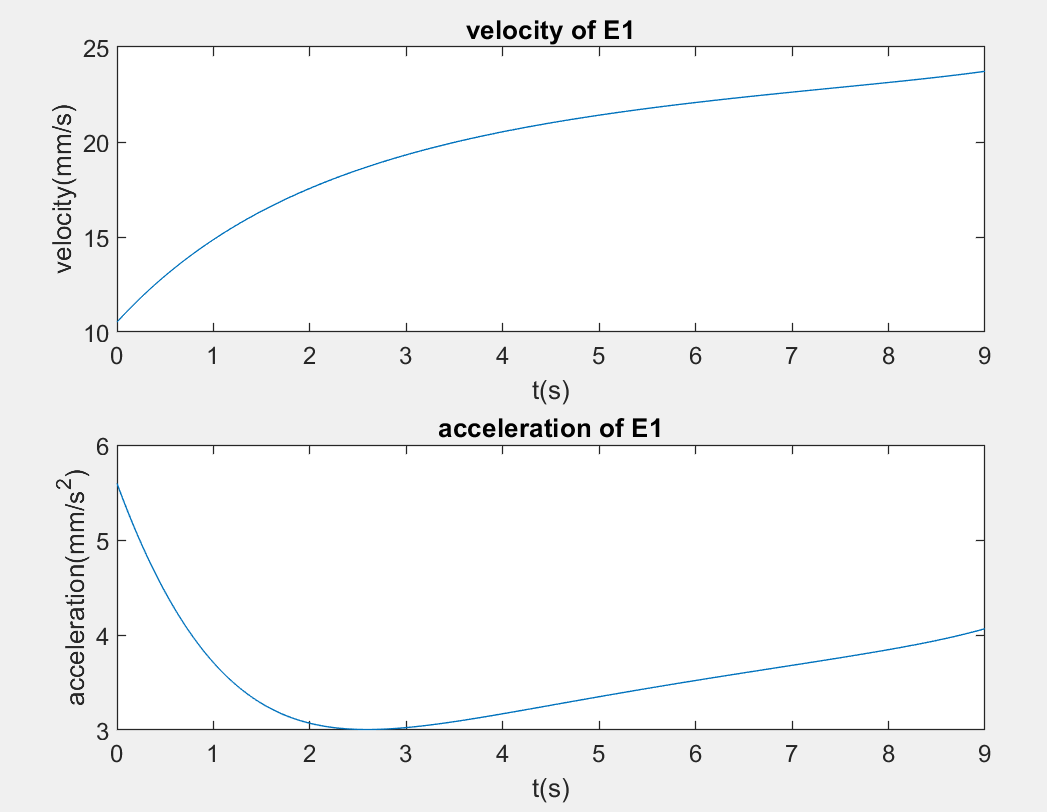 velocity of E1
25
20
15
10
velocity(mm/s)
0 1 2 3 4 5 6 7 8 9
t(s)
acceleration of E1
6
5
4
3
acceleration(mm/s²)
0 1 2 3 4 5 6 7 8 9
t(s)